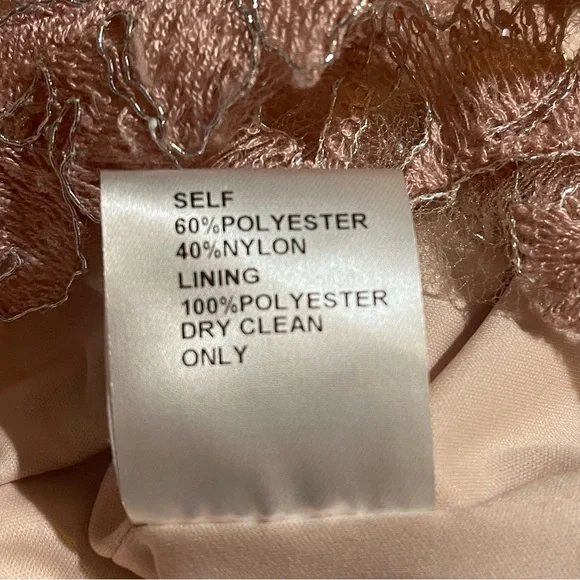 SELF
60%POLYESTER
40%NYLON
LINING
100%POLYESTER
DRY CLEAN
ONLY